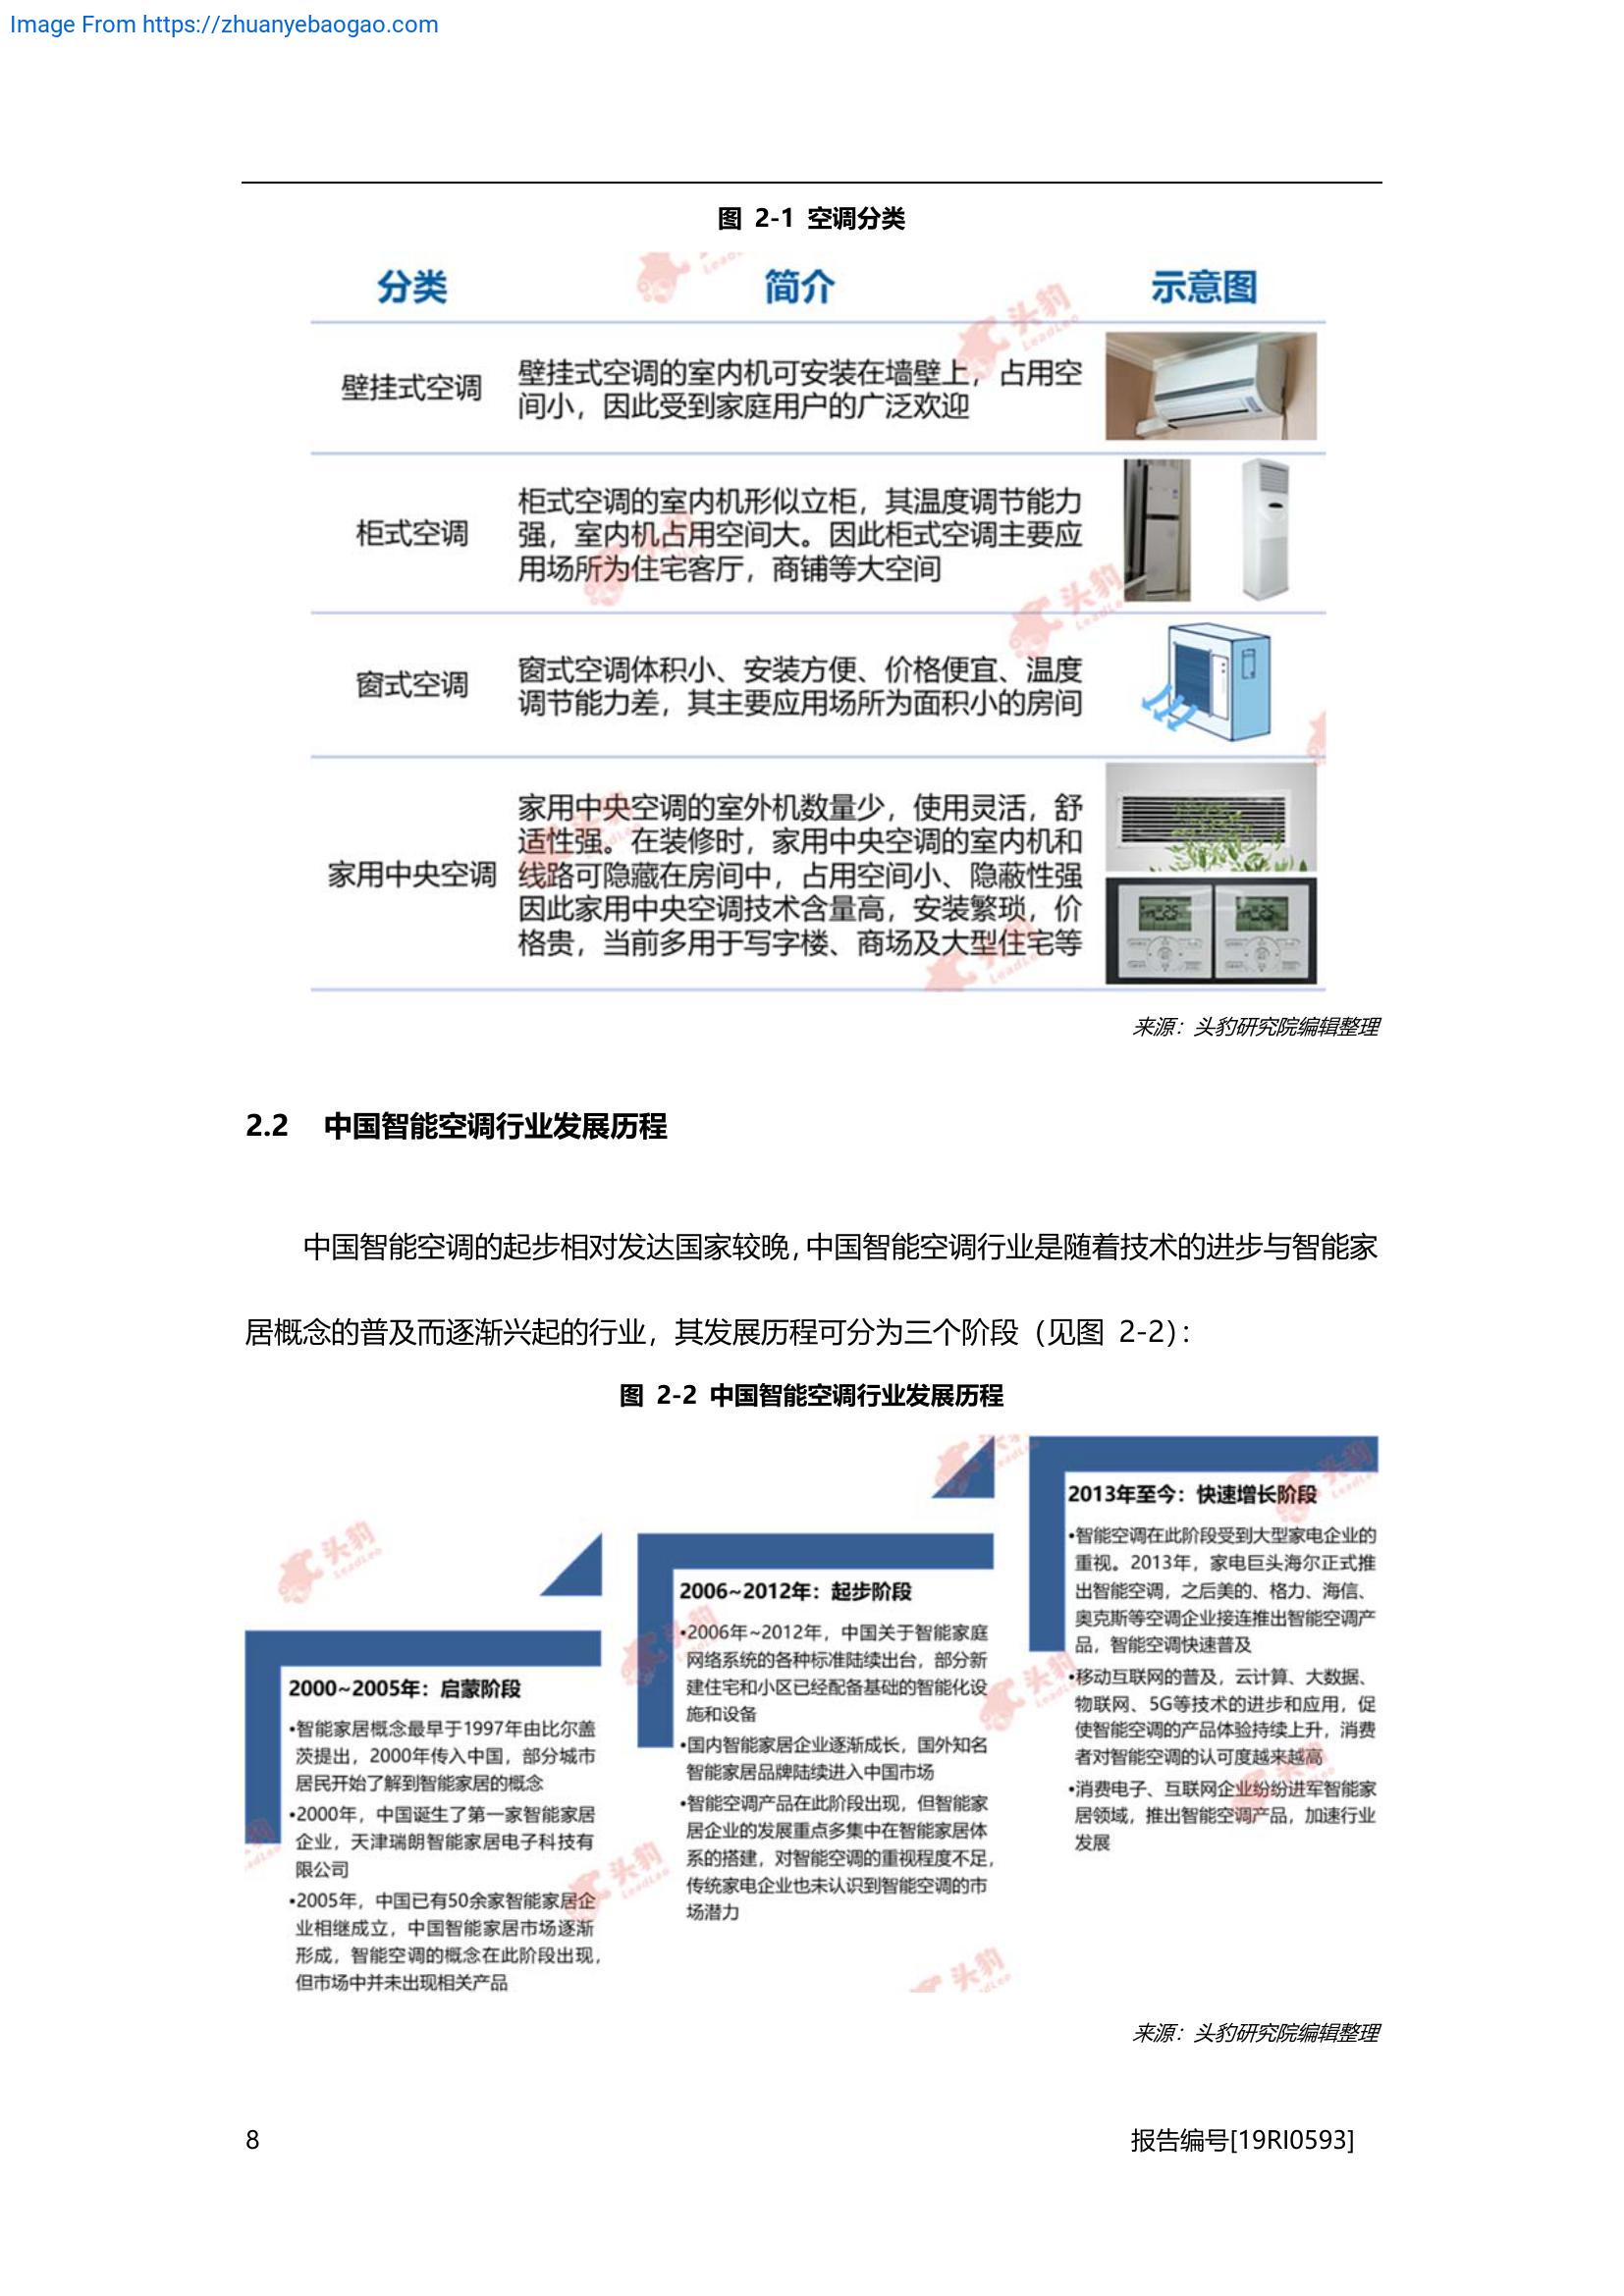 Image From https://zhuanyebaogao.com
图 2-1 空调分类
分类 简介 示意图
壁挂式空调
壁挂式空调的室内机可安装在墙壁上，占用空
间小，因此受到家庭用户的广泛欢迎
柜式空调
柜式空调的室内机形似立柜，其温度调节能力
强，室内机占用空间大。因此柜式空调主要应
用场所为住宅客厅，商铺等大空间
窗式空调
窗式空调体积小、安装方便、价格便宜、温度
调节能力差，其主要应用场所为面积小的房间
家用中央空调
家用中央空调的室外机数量少，使用灵活，舒
适性强。在装修时，家用中央空调的室内机和
线路可隐藏在房间中，占用空间小、隐蔽性强
因此家用中央空调技术含量高，安装繁琐，价
格贵，当前多用于写字楼、商场及大型住宅等
来源：头豹研究院编辑整理
2.2 中国智能空调行业发展历程
中国智能空调的起步相对发达国家较晚，中国智能空调行业是随着技术的进步与智能家
居概念的普及而逐渐兴起的行业，其发展历程可分为三个阶段（见图 2-2）：
图 2-2 中国智能空调行业发展历程
2000~2005年：启蒙阶段
•智能家居概念最早于1997年由比尔盖
茨提出，2000年传入中国，部分城市
居民开始了解到智能家居的概念
•2000年，中国诞生了第一家智能家居
企业，天津瑞朗智能家居电子科技有
限公司
•2005年，中国已有50余家智能家居企
业相继成立，中国智能家居市场逐渐
形成，智能空调的概念在此阶段出现，
但市场中并未出现相关产品
2006~2012年：起步阶段
•2006年~2012年，中国关于智能家庭
网络系统的各种标准陆续出台，部分新
建住宅和小区已经配备基础的智能化设
施和设备
•国内智能家居企业逐渐成长，国外知名
智能家居品牌陆续进入中国市场
•智能空调产品在此阶段出现，但智能家
居企业的发展重点多集中在智能家居体
系的搭建，对智能空调的重视程度不足，
传统家电企业也未认识到智能空调的市
场潜力
2013年至今：快速增长阶段
•智能空调在此阶段受到大型家电企业的
重视。2013年，家电巨头海尔正式推
出智能空调，之后美的、格力、海信、
奥克斯等空调企业接连推出智能空调产
品，智能空调快速普及
•移动互联网的普及，云计算、大数据、
物联网、5G等技术的进步和应用，促
使智能空调的产品体验持续上升，消费
者对智能空调的认可度越来越高
•消费电子、互联网企业纷纷进军智能家
居领域，推出智能空调产品，加速行业
发展
来源：头豹研究院编辑整理
8
报告编号[19RI0593]